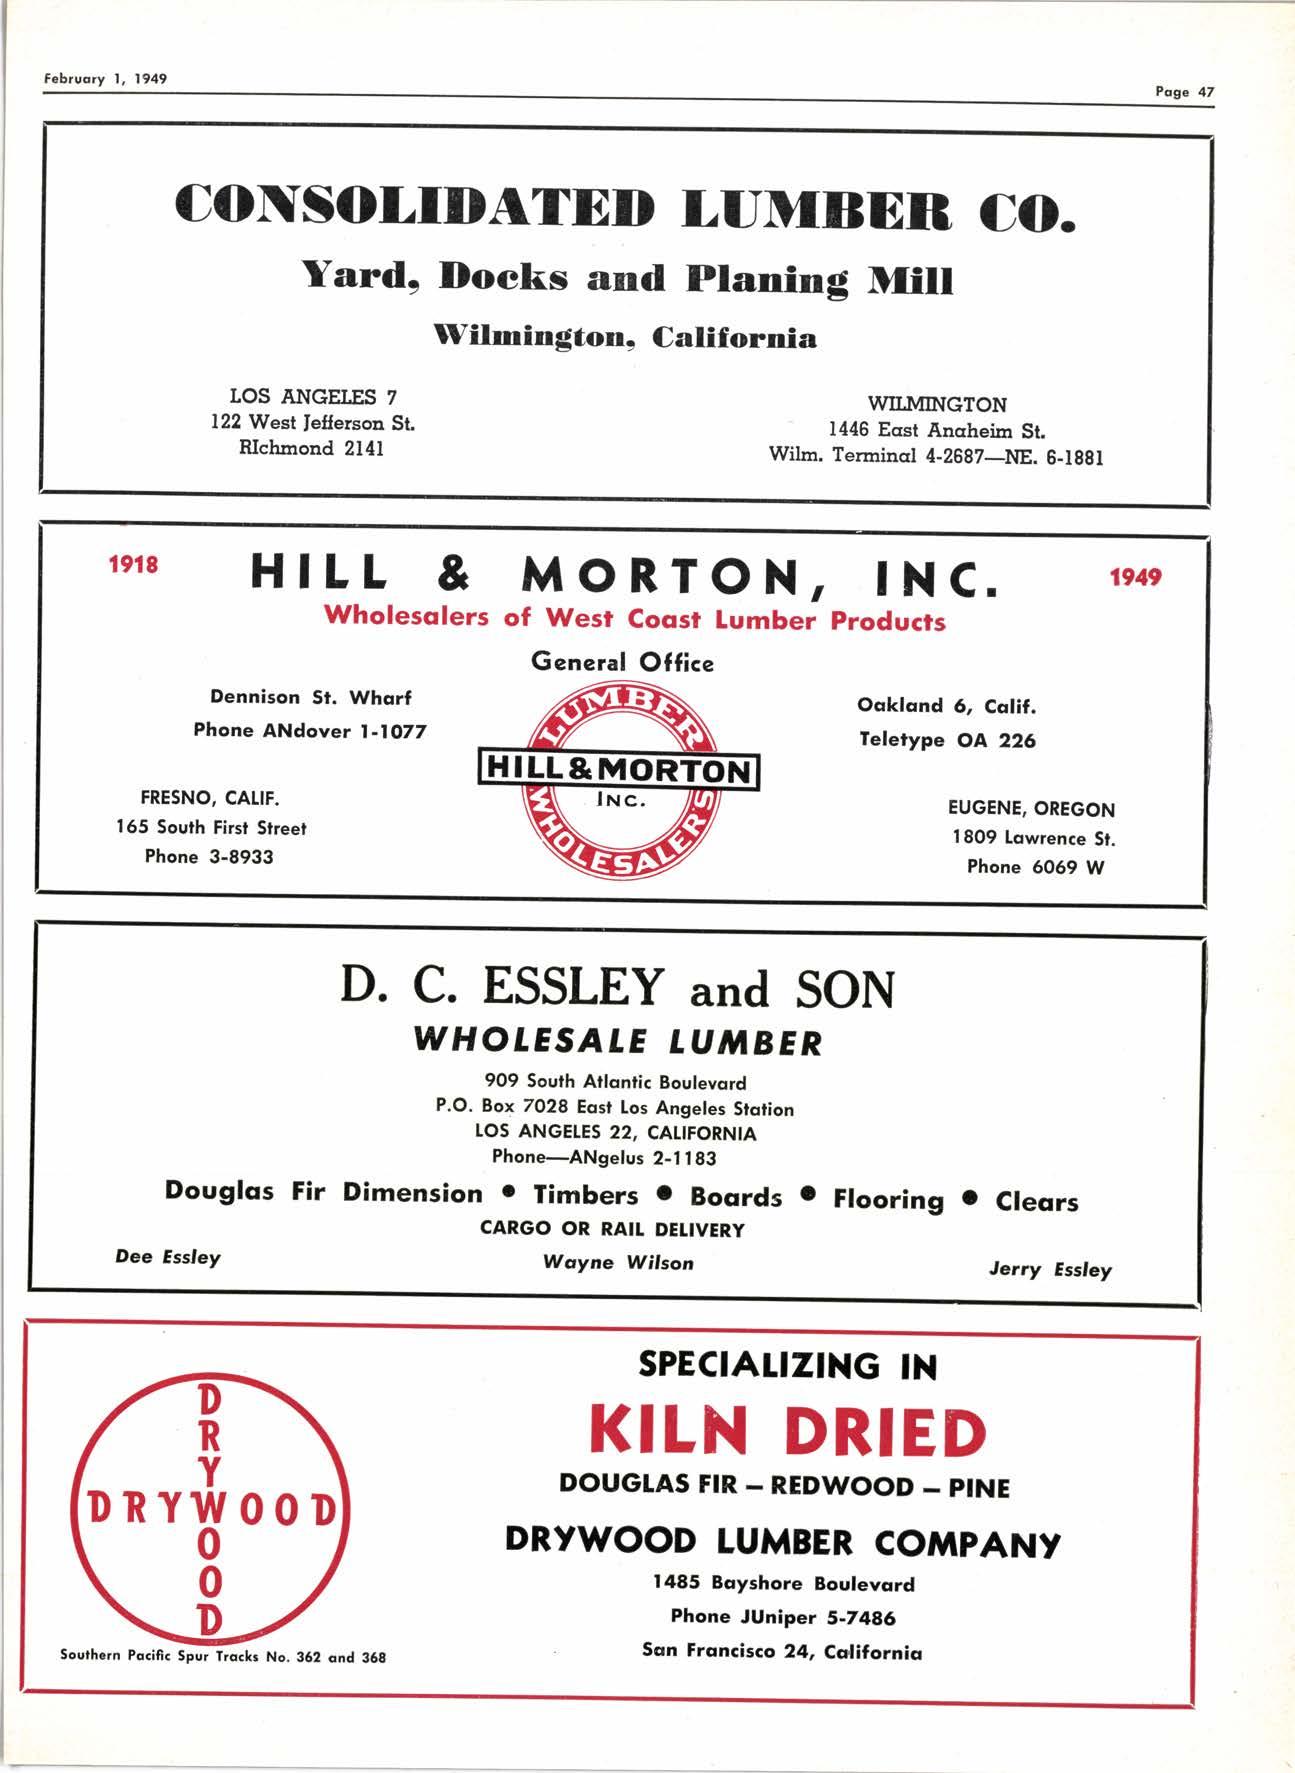 February 1, 1949
Page 47
CONSOLIDATED LUMBER CO.
Yard, Docks and Planing Mill
Wilmington, California
LOS ANGELES 7
122 West Jefferson St.
RIchmond 2141
WILMINGTON
1446 East Anaheim St.
Wilm. Terminal 4-2687—NE. 6-1881
1918
HILL & MORTON, INC.
1949
Wholesalers of West Coast Lumber Products
General Office
Dennison St. Wharf
Phone ANdover 1-1077
Oakland 6, Calif.
Teletype OA 226
LUMBER
HILL & MORTON
INC.
WHOLESALERS
FRESNO, CALIF.
165 South First Street
Phone 3-8933
EUGENE, OREGON
1809 Lawrence St.
Phone 6069 W
D. C. ESSLEY and SON
WHOLESALE LUMBER
909 South Atlantic Boulevard
P.O. Box 7028 East Los Angeles Station
LOS ANGELES 22, CALIFORNIA
Phone—ANgelus 2-1183
Douglas Fir Dimension • Timbers • Boards • Flooring • Clears
CARGO OR RAIL DELIVERY
Dee Essley
Wayne Wilson
Jerry Essley
DRYWOOD
DRYWOOD
Southern Pacific Spur Tracks No. 362 and 368
SPECIALIZING IN
KILN DRIED
DOUGLAS FIR — REDWOOD — PINE
DRYWOOD LUMBER COMPANY
1485 Bayshore Boulevard
Phone JUniper 5-7486
San Francisco 24, California